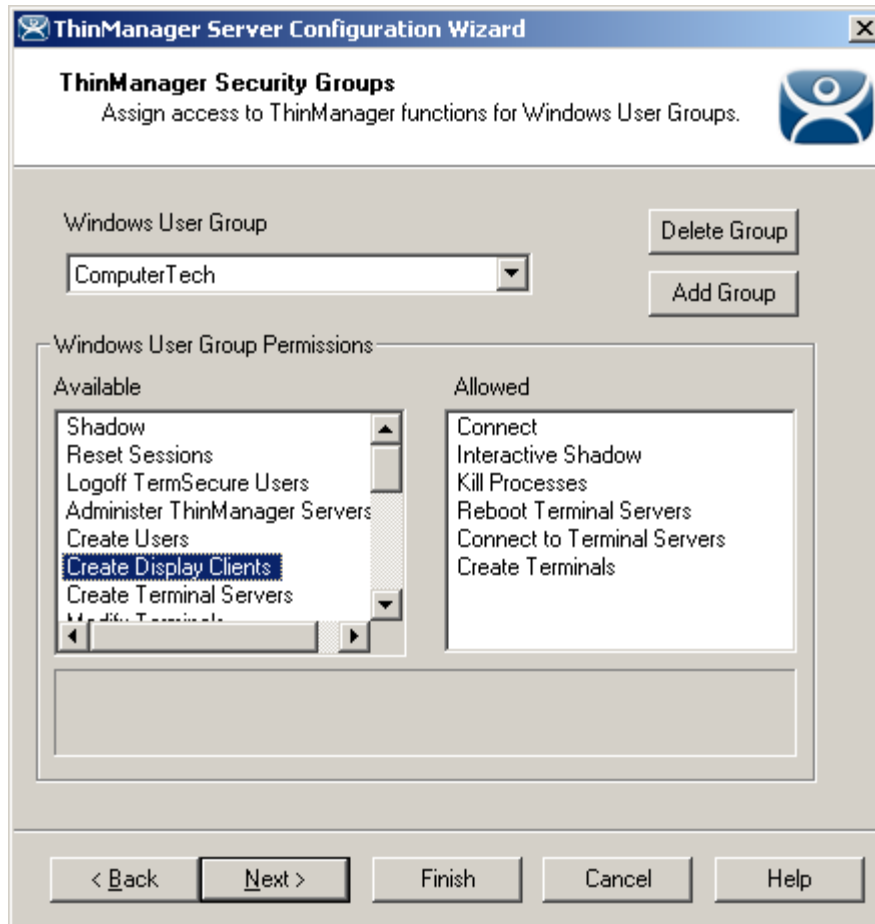 ThinManager Server Configuration Wizard
ThinManager Security Groups
Assign access to ThinManager functions for Windows User Groups.
Windows User Group
Delete Group
ComputerTech
Add Group
Windows User Group Permissions
Available
Shadow
Reset Sessions
Logoff TermSecure Users
Administer ThinManager Servers
Create Users
Create Display Clients
Create Terminal Servers
Modify Terminals
Allowed
Connect
Interactive Shadow
Kill Processes
Reboot Terminal Servers
Connect to Terminal Servers
Create Terminals
< Back
Next >
Finish
Cancel
Help